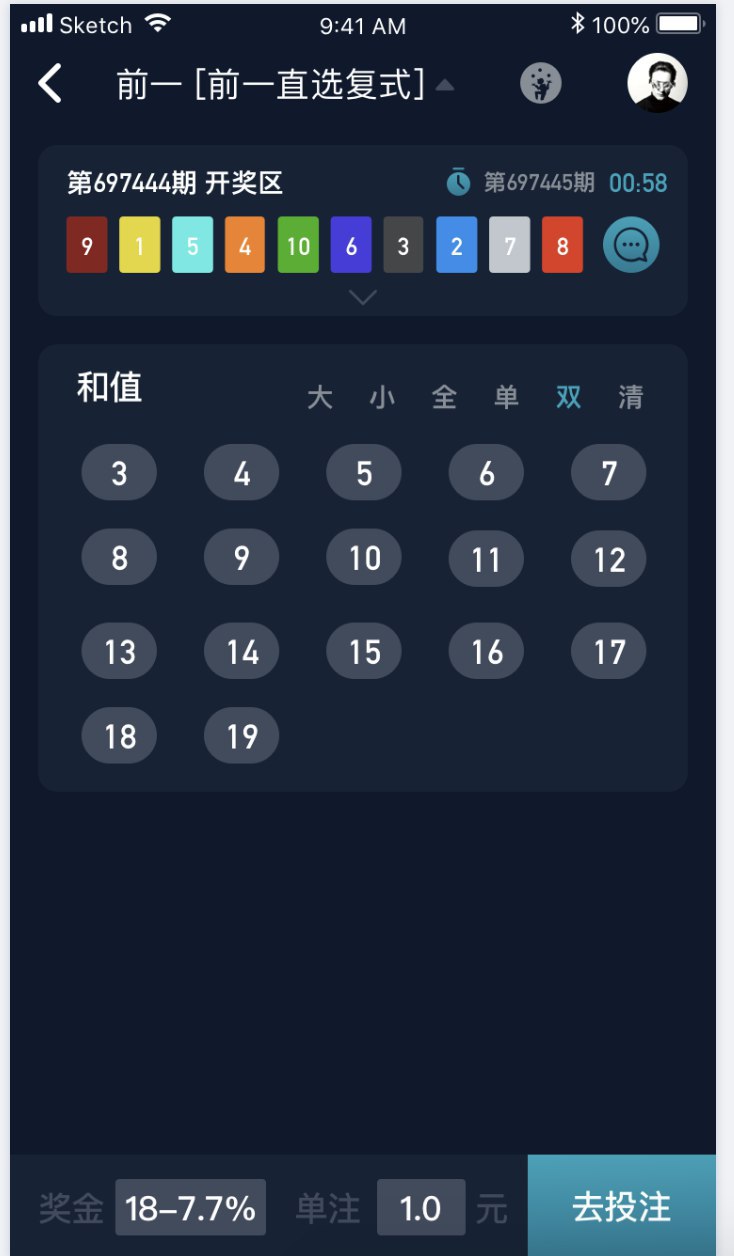 Sketch 9:41 AM 100%
前一 [前一直选复式]
第697444期 开奖区 第697445期 00:58
9 1 5 4 10 6 3 2 7 8
和值 大 小 全 单 双 清
3 4 5 6 7
8 9 10 11 12
13 14 15 16 17
18 19
奖金 18-7.7% 单注 1.0 元 去投注